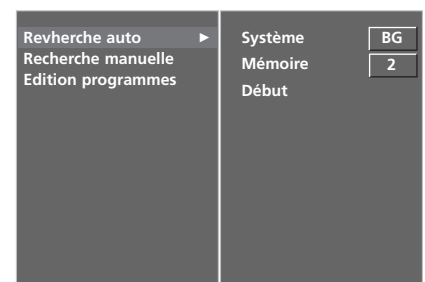 Revherche auto ►
Recherche manuelle
Edition programmes
Système BG
Mémoire 2
Début